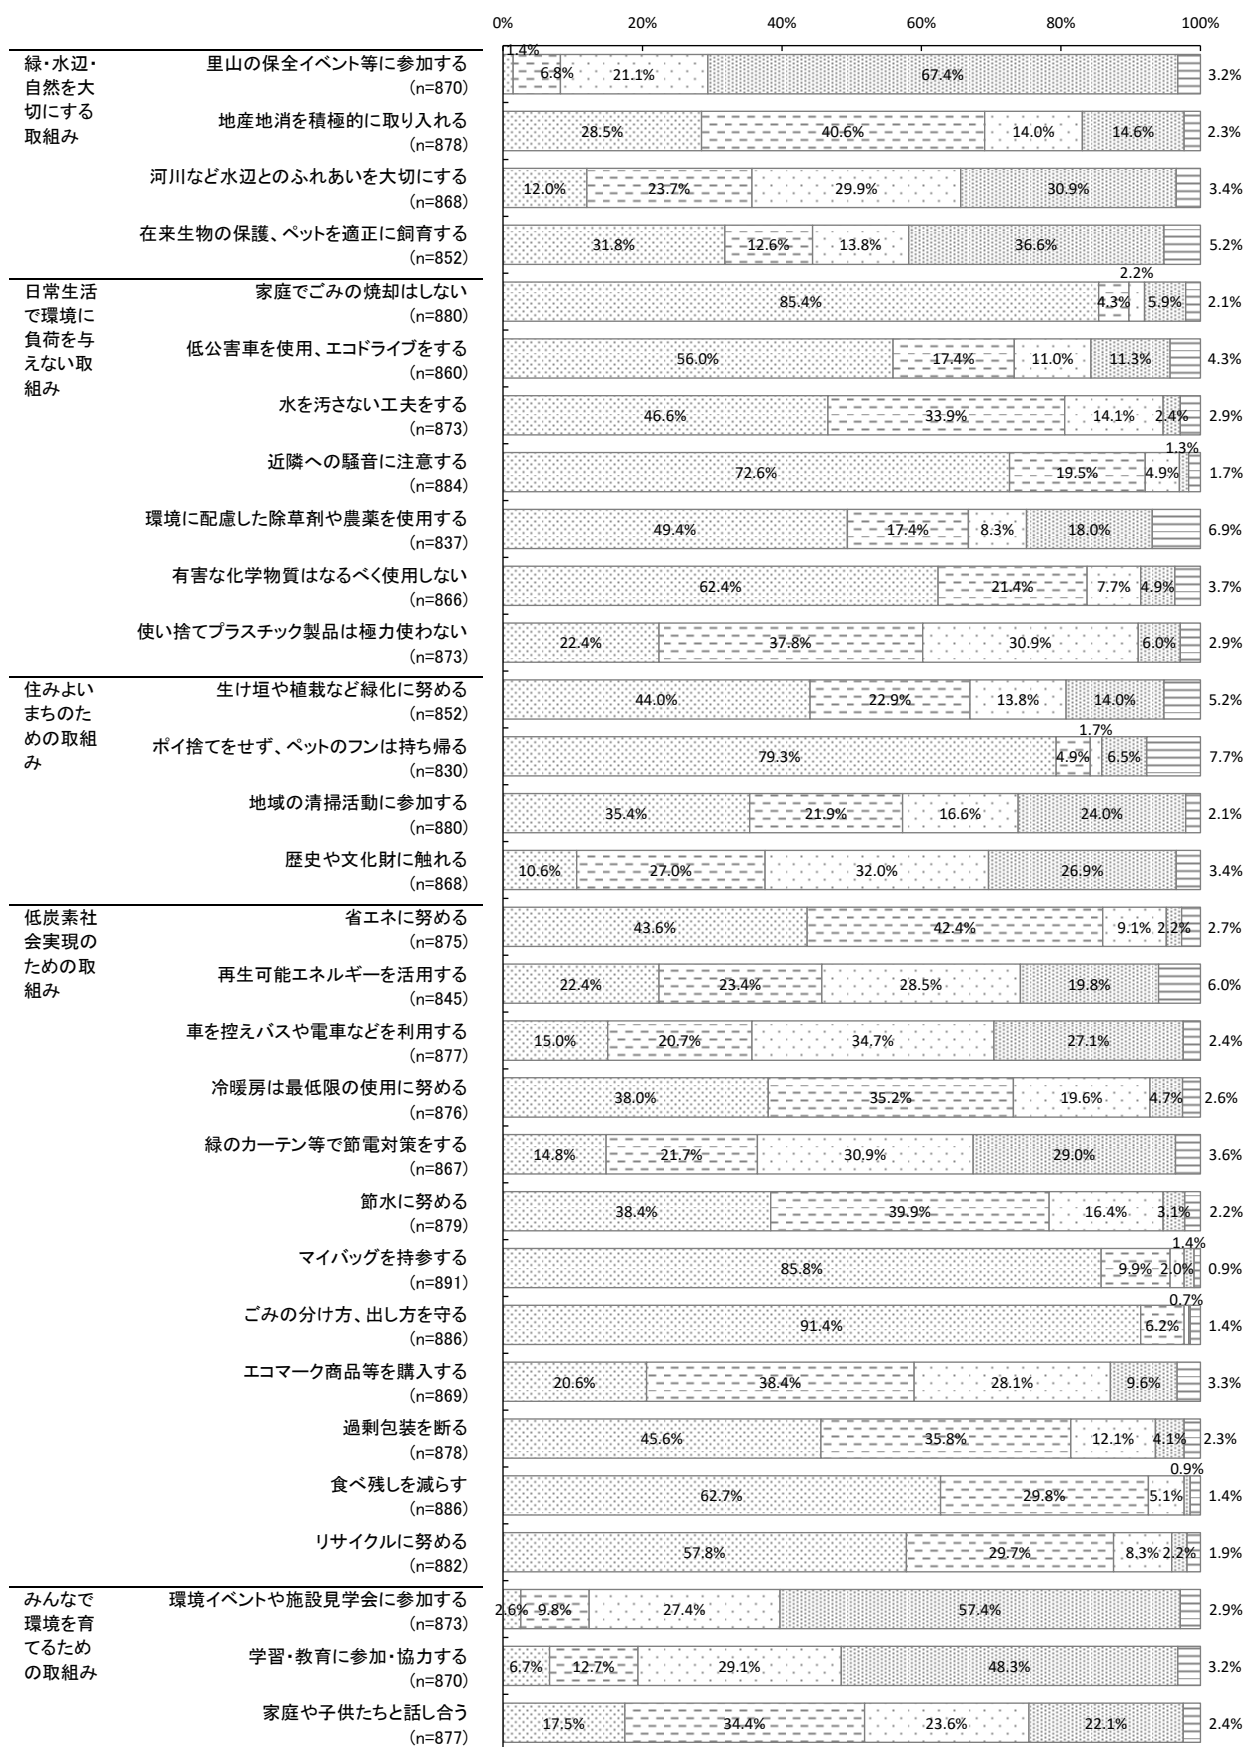 0% 20% 40% 60% 80% 100%
緑・水辺・
自然を大
切にする
取組み
里山の保全イベント等に参加する
(n=870)
1.4% 6.8% 21.1% 67.4% 3.2%
地産地消を積極的に取り入れる
(n=878)
28.5% 40.6% 14.0% 14.6% 2.3%
河川など水辺とのふれあいを大切にする
(n=868)
12.0% 23.7% 29.9% 30.9% 3.4%
在来生物の保護、ペットを適正に飼育する
(n=852)
31.8% 12.6% 13.8% 36.6% 5.2%
日常生活
で環境に
負荷を与
えない取
組み
家庭でごみの焼却はしない
(n=880)
85.4% 4.3% 2.2% 5.9% 2.1%
低公害車を使用、エコドライブをする
(n=860)
56.0% 17.4% 11.0% 11.3% 4.3%
水を汚さない工夫をする
(n=873)
46.6% 33.9% 14.1% 2.4% 2.9%
近隣への騒音に注意する
(n=884)
72.6% 19.5% 4.9% 1.3% 1.7%
環境に配慮した除草剤や農薬を使用する
(n=837)
49.4% 17.4% 8.3% 18.0% 6.9%
有害な化学物質はなるべく使用しない
(n=866)
62.4% 21.4% 7.7% 4.9% 3.7%
使い捨てプラスチック製品は極力使わない
(n=873)
22.4% 37.8% 30.9% 6.0% 2.9%
住みよい
まちのた
めの取組
み
生け垣や植栽など緑化に努める
(n=852)
44.0% 22.9% 13.8% 14.0% 5.2%
ポイ捨てをせず、ペットのフンは持ち帰る
(n=830)
79.3% 4.9% 1.7% 6.5% 7.7%
地域の清掃活動に参加する
(n=880)
35.4% 21.9% 16.6% 24.0% 2.1%
歴史や文化財に触れる
(n=868)
10.6% 27.0% 32.0% 26.9% 3.4%
低炭素社
会実現の
ための取
組み
省エネに努める
(n=875)
43.6% 42.4% 9.1% 2.2% 2.7%
再生可能エネルギーを活用する
(n=845)
22.4% 23.4% 28.5% 19.8% 6.0%
車を控えバスや電車などを利用する
(n=877)
15.0% 20.7% 34.7% 27.1% 2.4%
冷暖房は最低限の使用に努める
(n=876)
38.0% 35.2% 19.6% 4.7% 2.6%
緑のカーテン等で節電対策をする
(n=867)
14.8% 21.7% 30.9% 29.0% 3.6%
節水に努める
(n=879)
38.4% 39.9% 16.4% 3.1% 2.2%
マイバッグを持参する
(n=891)
85.8% 9.9% 2.0% 1.4% 0.9%
ごみの分け方、出し方を守る
(n=886)
91.4% 6.2% 0.7% 1.4%
エコマーク商品等を購入する
(n=869)
20.6% 38.4% 28.1% 9.6% 3.3%
過剰包装を断る
(n=878)
45.6% 35.8% 12.1% 4.1% 2.3%
食べ残しを減らす
(n=886)
62.7% 29.8% 5.1% 0.9% 1.4%
リサイクルに努める
(n=882)
57.8% 29.7% 8.3% 2.2% 1.9%
みんなで
環境を育
てるため
の取組み
環境イベントや施設見学会に参加する
(n=873)
2.6% 9.8% 27.4% 57.4% 2.9%
学習・教育に参加・協力する
(n=870)
6.7% 12.7% 29.1% 48.3% 3.2%
家庭や子供たちと話し合う
(n=877)
17.5% 34.4% 23.6% 22.1% 2.4%